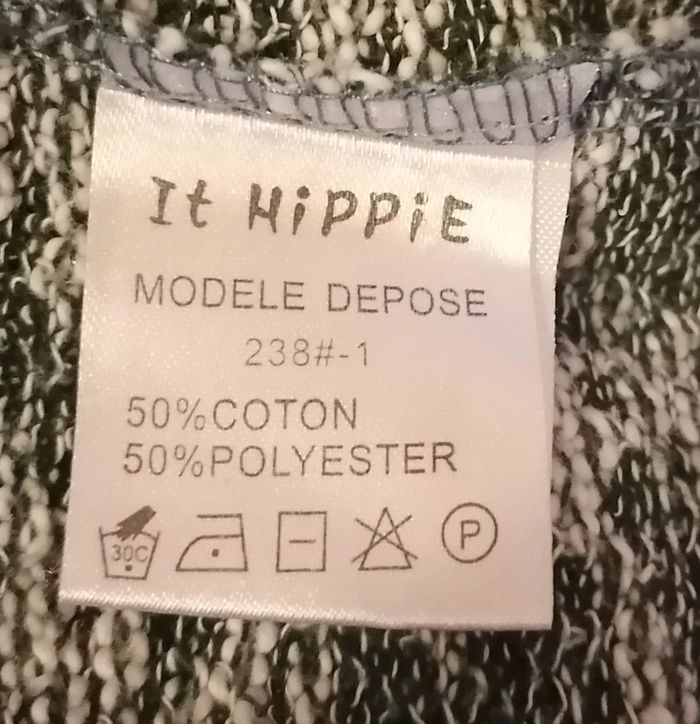 It HiPPiE
MODELE DEPOSE
238#-1
50%COTON
50%POLYESTER
30C P